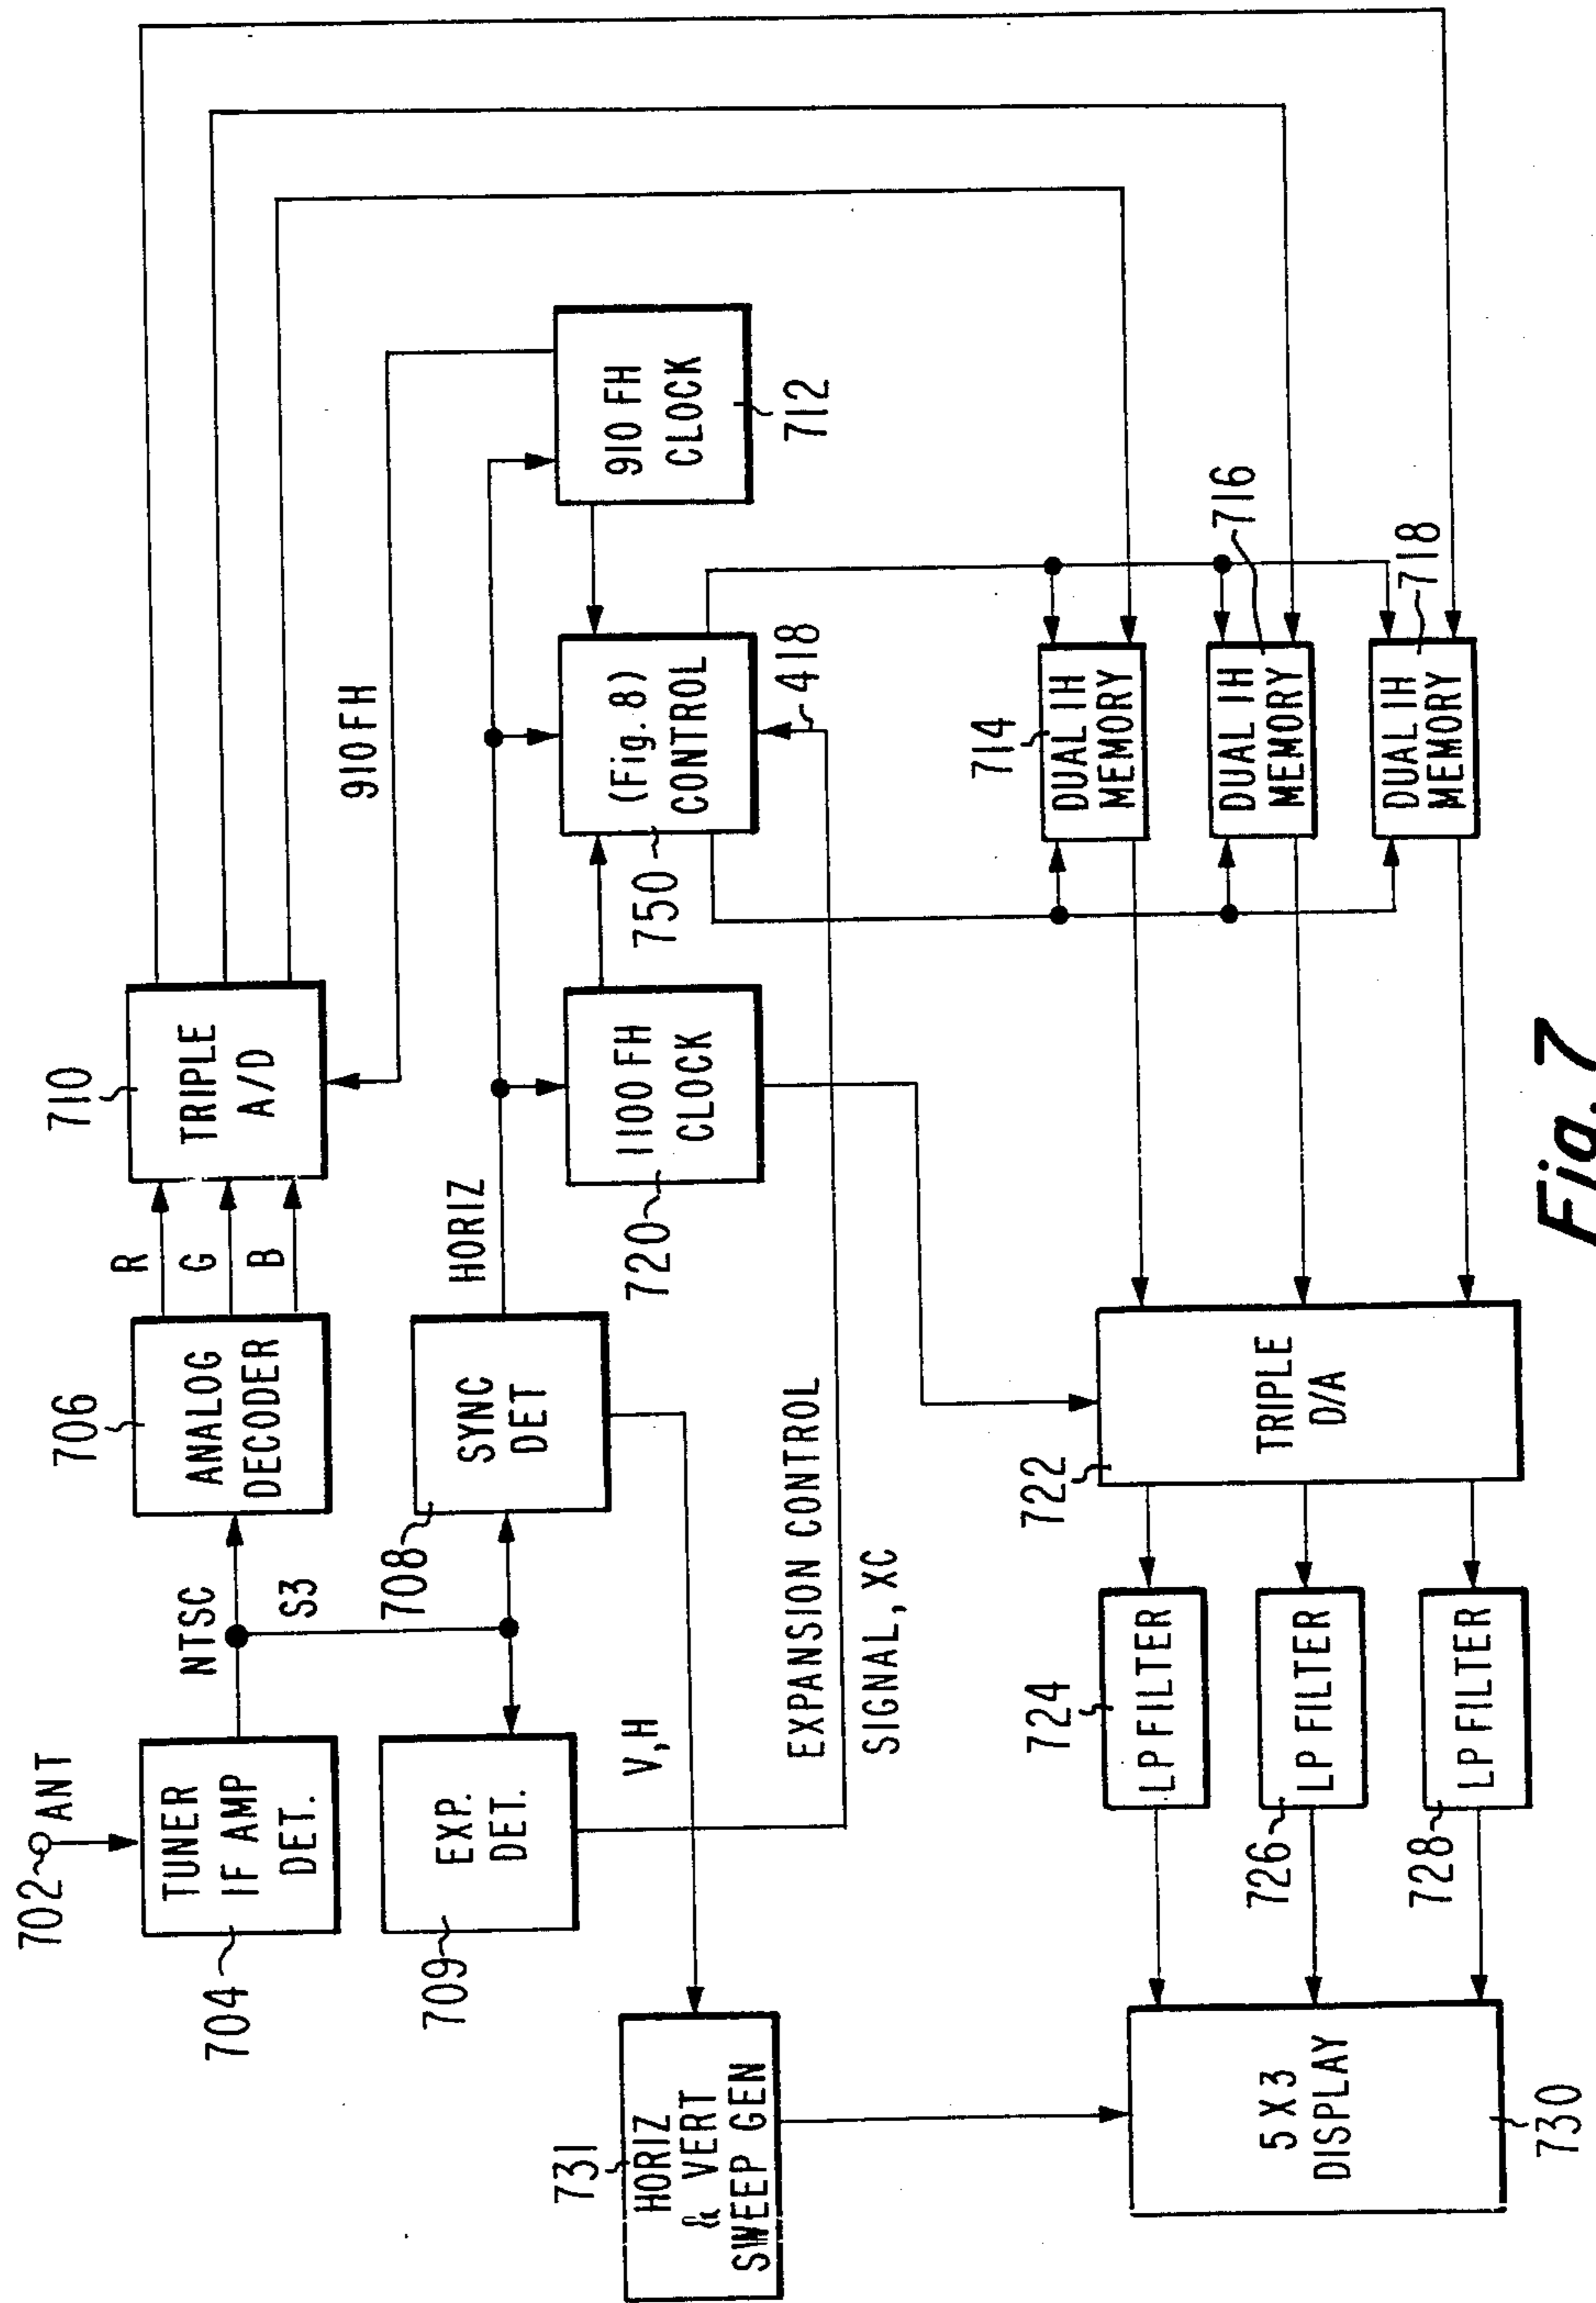 702
ANT
704
TUNER
IF AMP
DET.
NTSC
S3
706
ANALOG
DECODER
R
G
B
710
TRIPLE
A/D
910 FH
709
EXP.
DET.
708
SYNC
DET
HORIZ
720
1100 FH
CLOCK
750
(Fig. 8)
CONTROL
418
910 FH
CLOCK
712
V,H
EXPANSION CONTROL
SIGNAL, XC
731
HORIZ
& VERT
SWEEP GEN
5 X 3
DISPLAY
730
724
LP FILTER
726
LP FILTER
728
LP FILTER
722
TRIPLE
D/A
714
DUAL 1H
MEMORY
716
DUAL 1H
MEMORY
718
DUAL 1H
MEMORY
Fig. 7